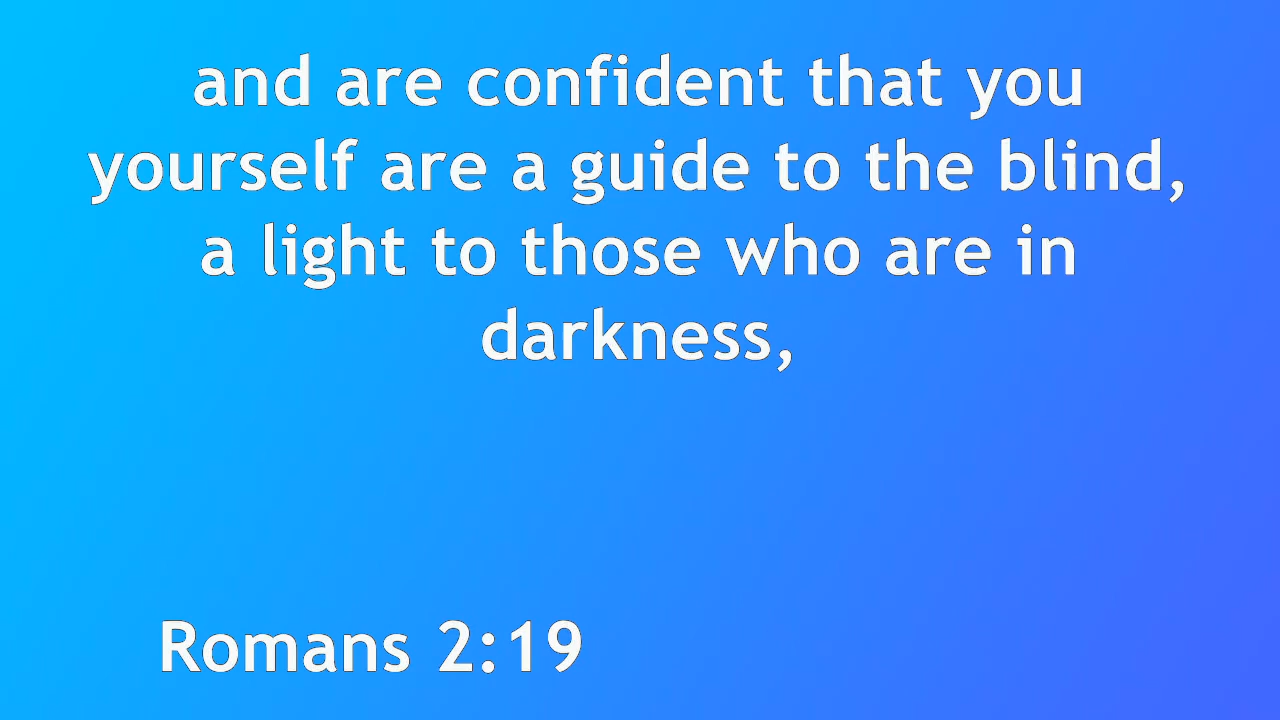 and are confident that you
yourself are a guide to the blind,
a light to those who are in
darkness,
Romans 2:19